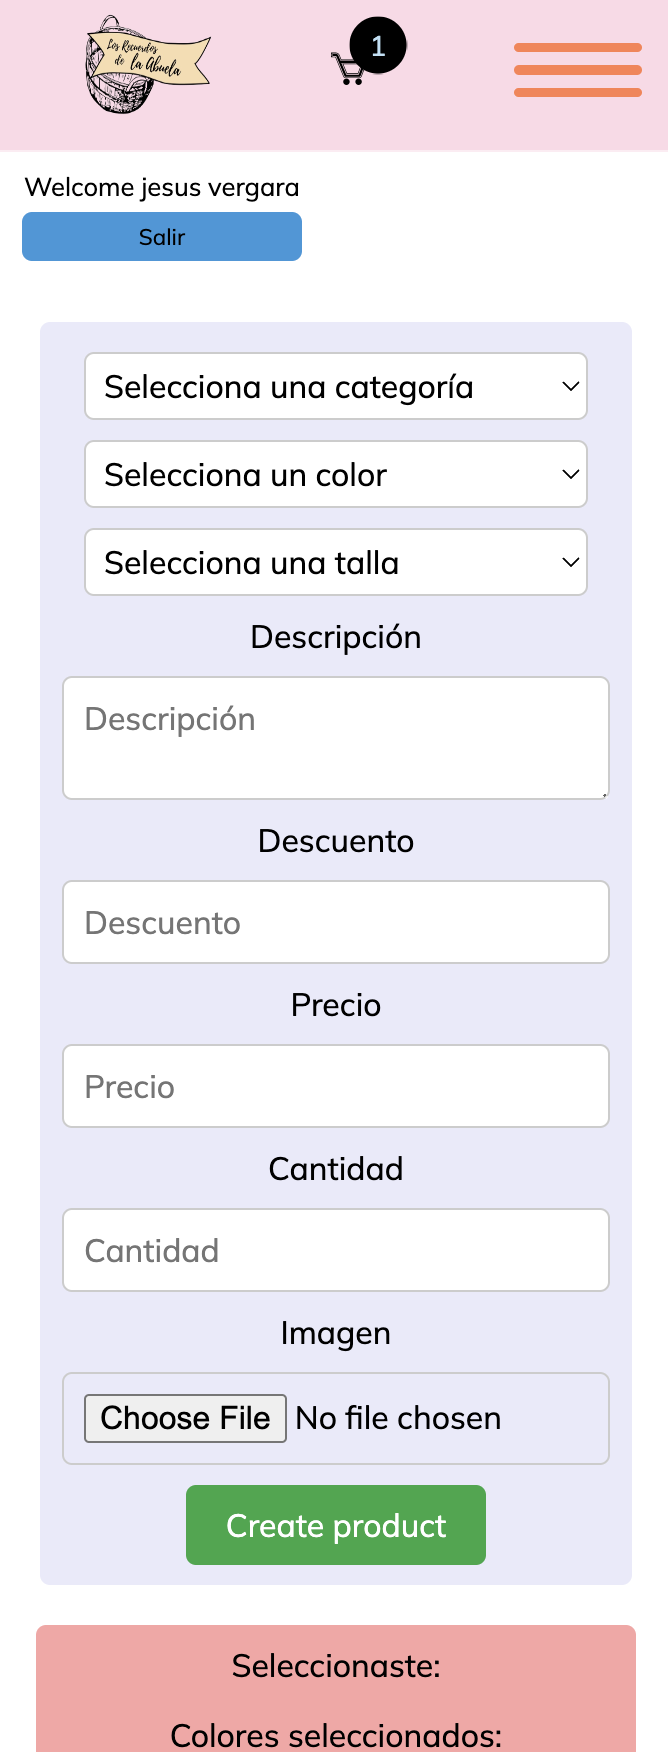 Los Recuerdos
de la Abuela
1
Welcome jesus vergara
Salir
Selecciona una categoría
Selecciona un color
Selecciona una talla
Descripción
Descripción
Descuento
Descuento
Precio
Precio
Cantidad
Cantidad
Imagen
Choose File No file chosen
Create product
Seleccionaste:
Colores seleccionados: